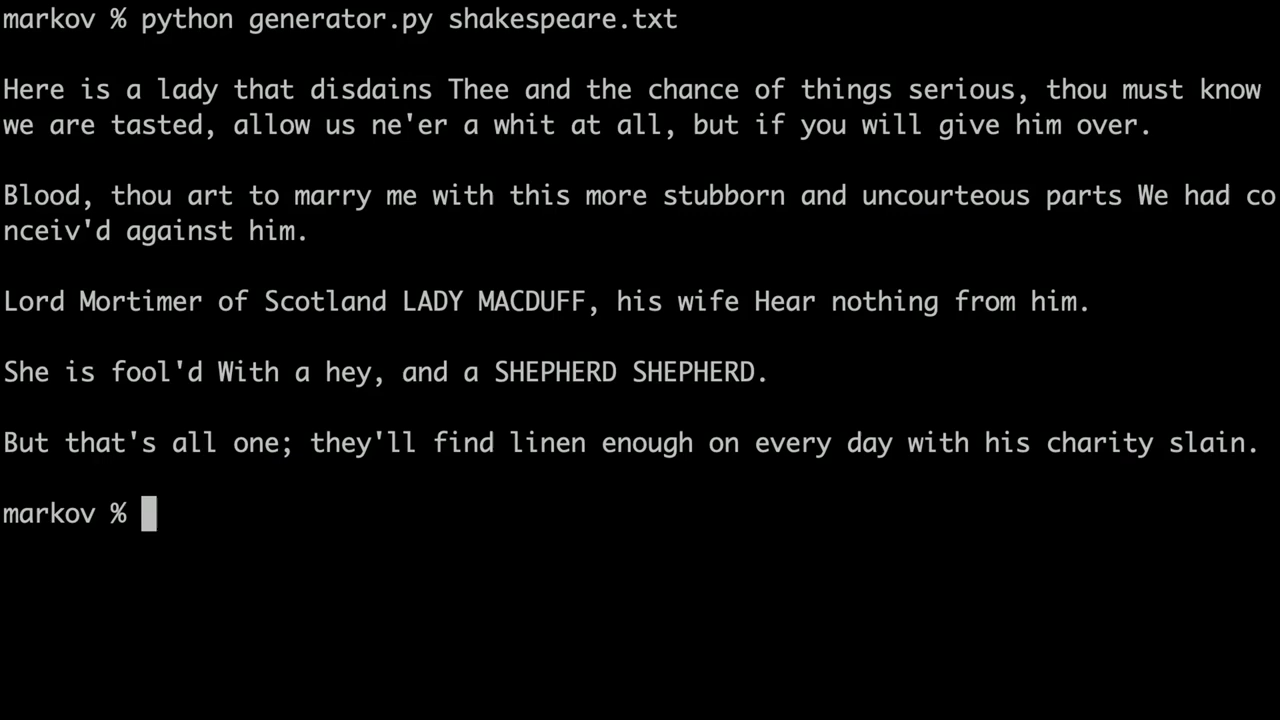 markov % python generator.py shakespeare.txt
Here is a lady that disdains Thee and the chance of things serious, thou must know
we are tasted, allow us ne'er a whit at all, but if you will give him over.
Blood, thou art to marry me with this more stubborn and uncourteous parts We had co
nceiv'd against him.
Lord Mortimer of Scotland LADY MACDUFF, his wife Hear nothing from him.
She is fool'd With a hey, and a SHEPHERD SHEPHERD.
But that's all one; they'll find linen enough on every day with his charity slain.
markov %